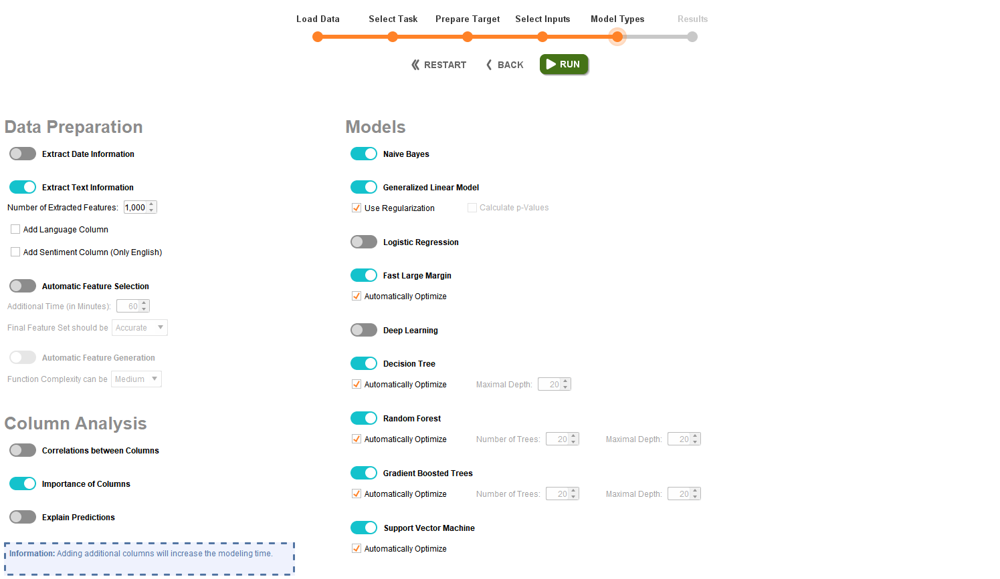 Load Data Select Task Prepare Target Select Inputs Model Types Results
RESTART BACK RUN
Data Preparation
Extract Date Information
Extract Text Information
Number of Extracted Features: 1,000
Add Language Column
Add Sentiment Column (Only English)
Automatic Feature Selection
Additional Time (in Minutes): 60
Final Feature Set should be Accurate
Automatic Feature Generation
Function Complexity can be Medium
Column Analysis
Correlations between Columns
Importance of Columns
Explain Predictions
Information: Adding additional columns will increase the modeling time.
Models
Naive Bayes
Generalized Linear Model
Use Regularization Calculate p-Values
Logistic Regression
Fast Large Margin
Automatically Optimize
Deep Learning
Decision Tree
Automatically Optimize Maximal Depth: 20
Random Forest
Automatically Optimize Number of Trees: 20 Maximal Depth: 20
Gradient Boosted Trees
Automatically Optimize Number of Trees: 20 Maximal Depth: 20
Support Vector Machine
Automatically Optimize